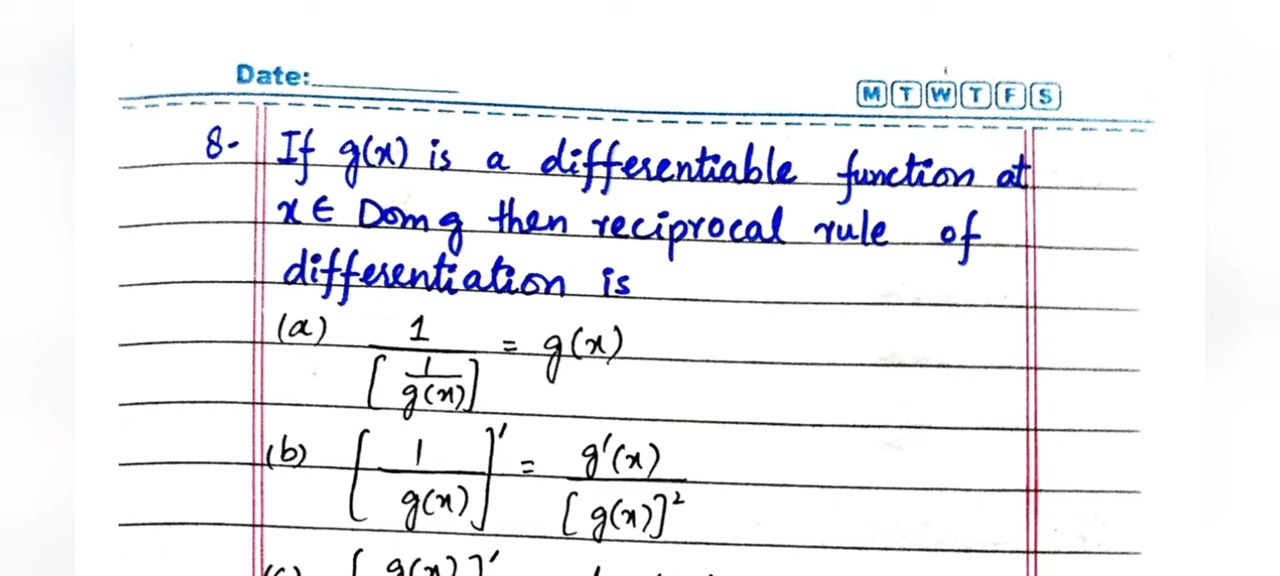 Date:
M T W T F S
8- If g(x) is a differentiable function at
x ∈ Dom g then reciprocal rule of
differentiation is
(a) 1 / [1/g(x)] = g(x)
(b) [1/g(x)]' = g'(x) / [g(x)]²
(c) [g(x)]'